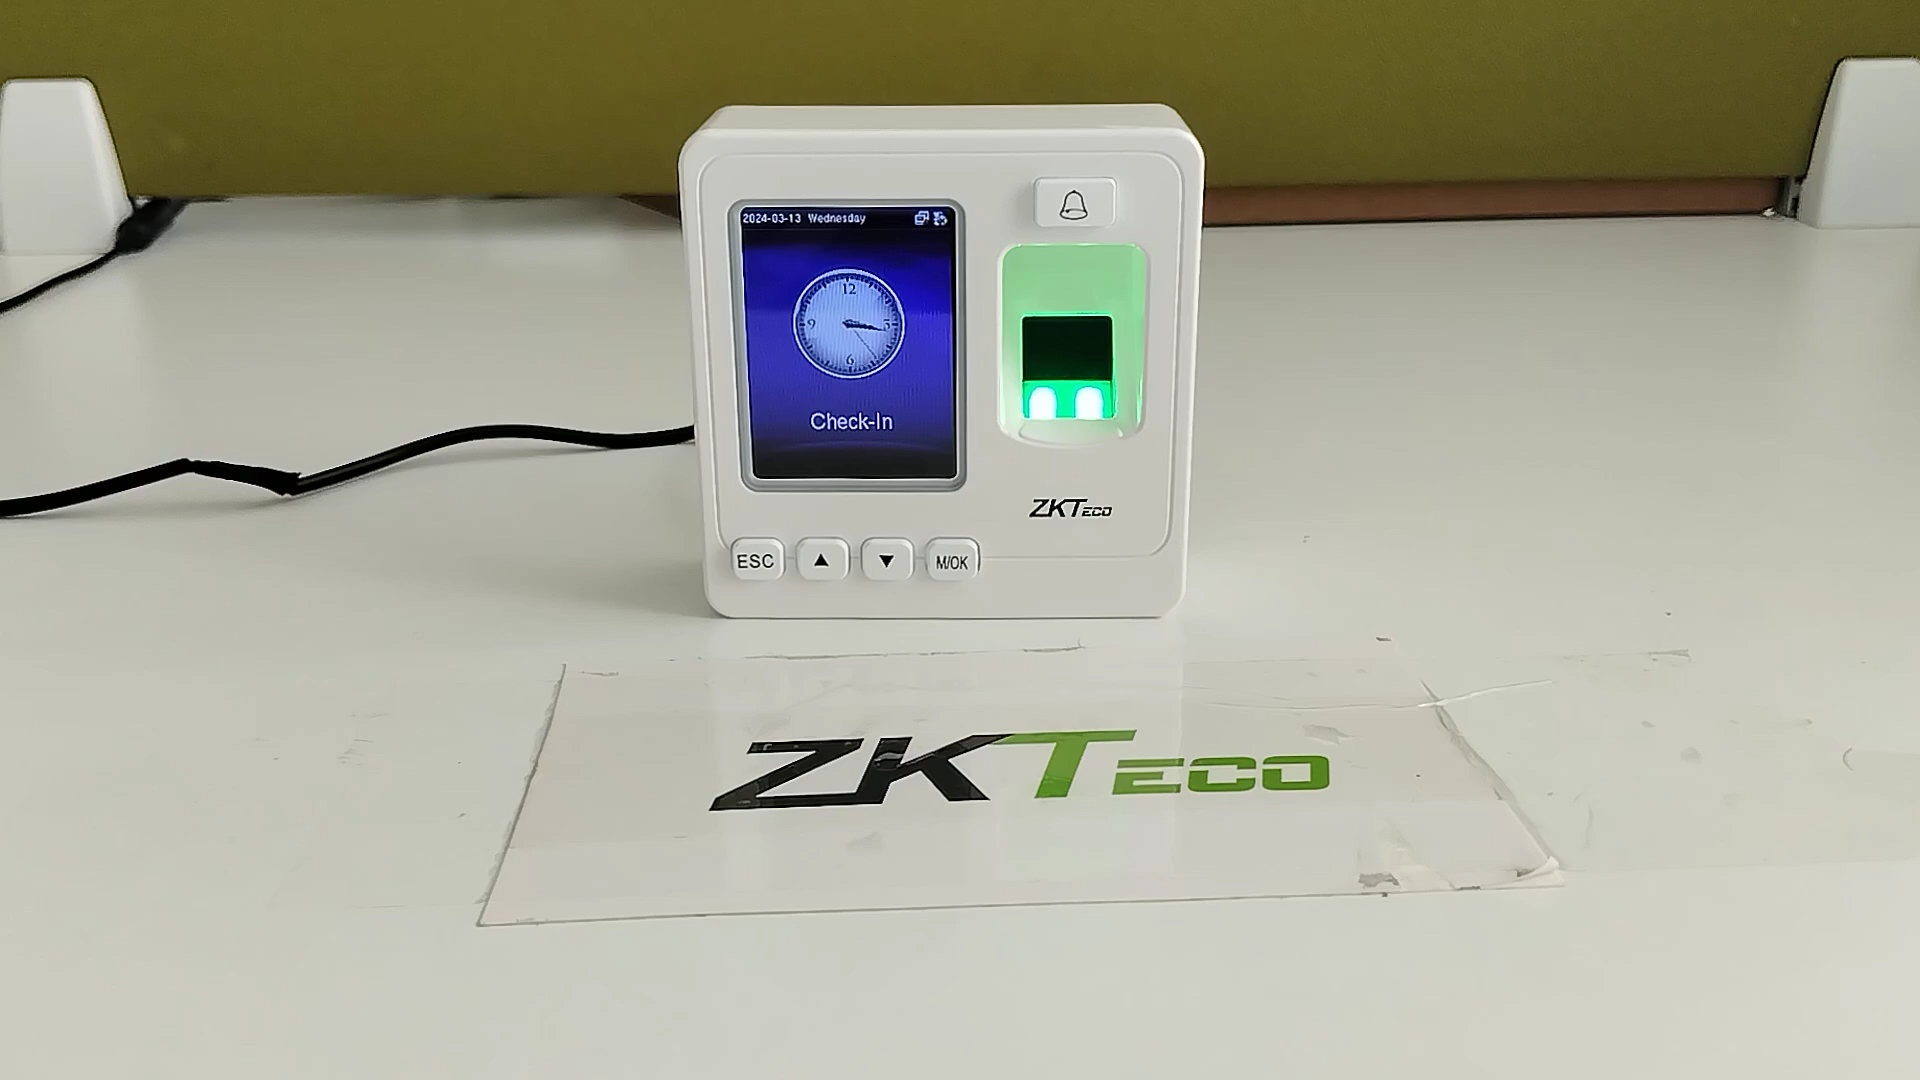 2024-03-13 Wednesday
12
9 3
6
Check-In
ZKTECO
ESC ▲ ▼ M/OK
ZKTECO